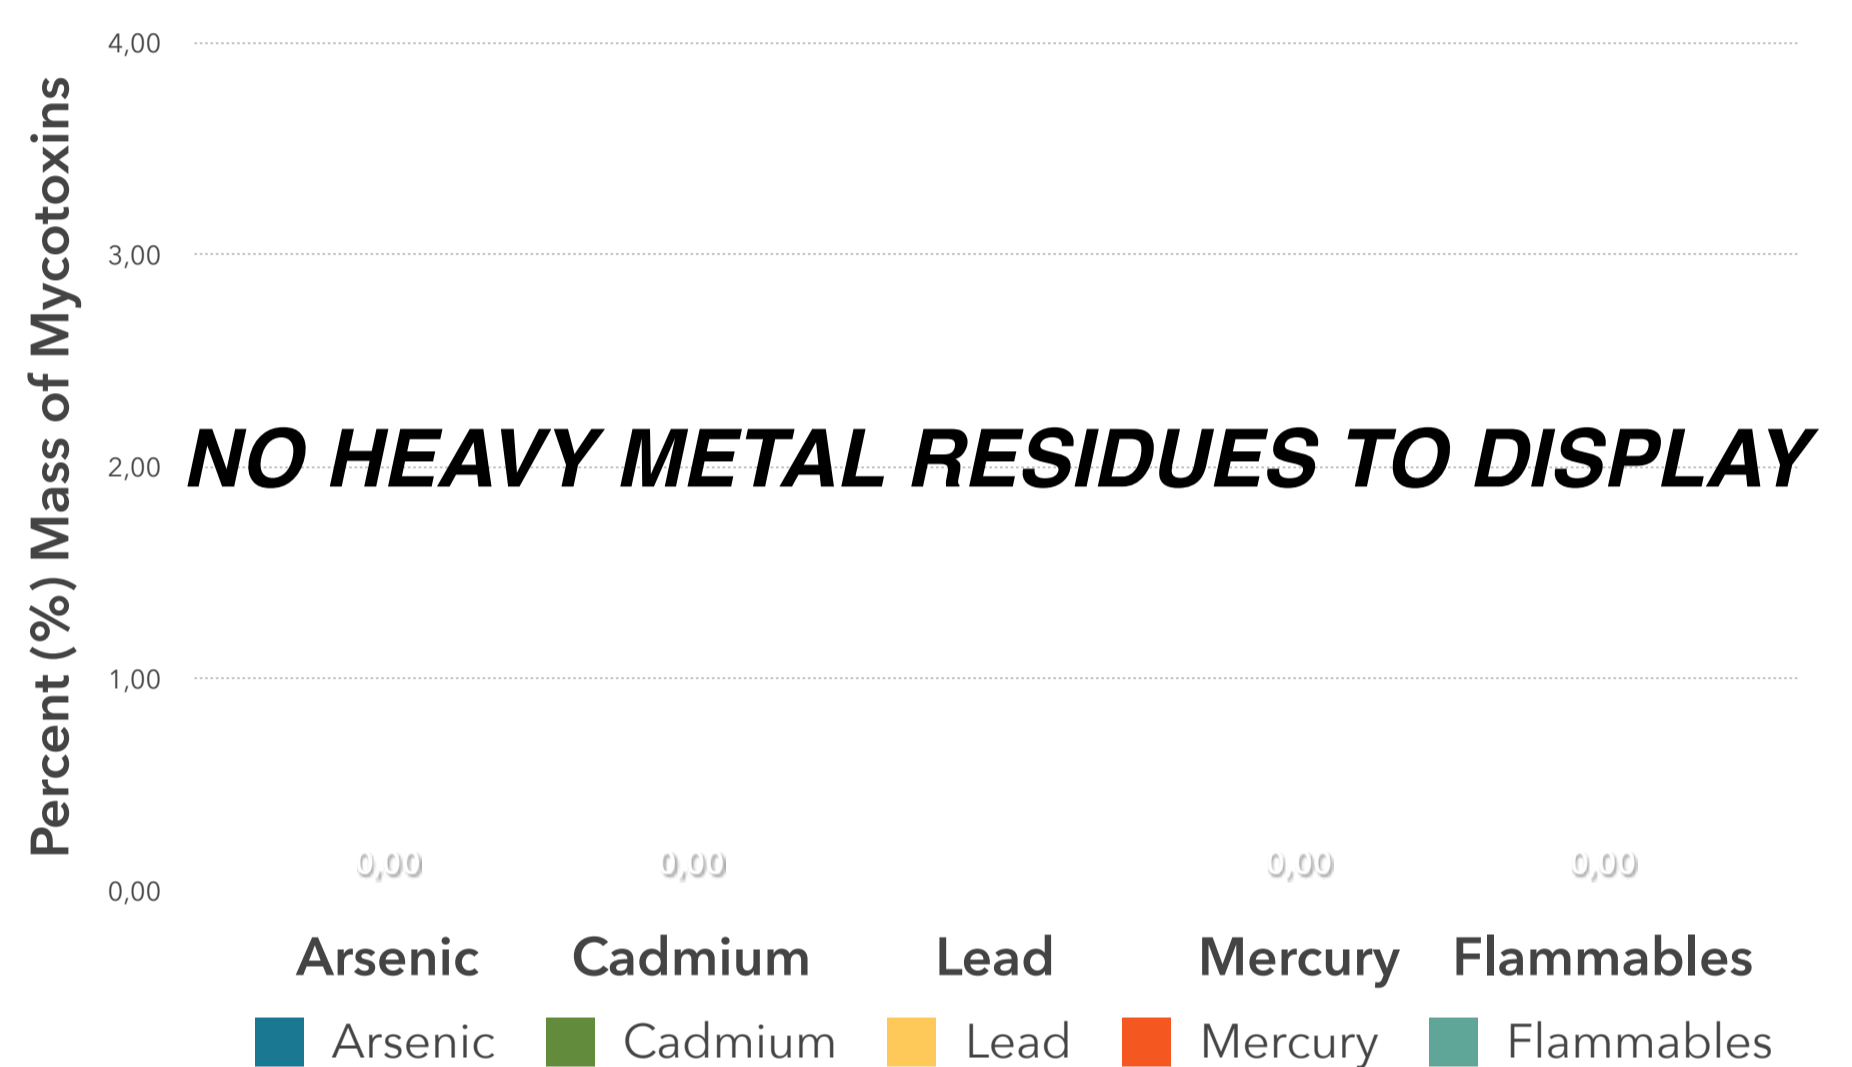 Percent (%) Mass of Mycotoxins
4,00
3,00
2,00
1,00
0,00
NO HEAVY METAL RESIDUES TO DISPLAY
0,00 0,00 0,00 0,00
Arsenic Cadmium Lead Mercury Flammables
Arsenic Cadmium Lead Mercury Flammables